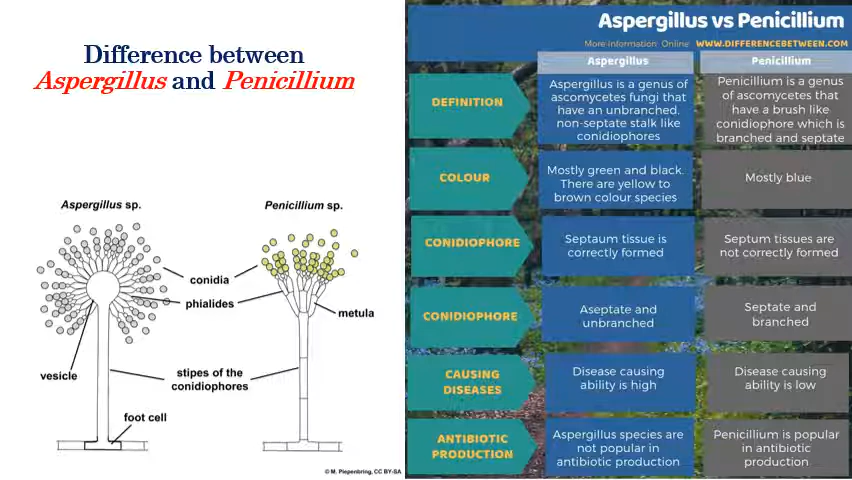 Difference between
Aspergillus and Penicillium
Aspergillus sp.
Penicillium sp.
conidia
phialides
metula
vesicle
stipes of the
conidiophores
foot cell
© M. Piepenbring, CC BY-SA
Aspergillus vs Penicillium
More Information Online WWW.DIFFERENCEBETWEEN.COM
Aspergillus
Penicillium
DEFINITION
Aspergillus is a genus of
ascomycetes fungi that
have an unbranched,
non-septate stalk like
conidiophores
Penicillium is a genus
of ascomycetes that
have a brush like
conidiophore which is
branched and septate
COLOUR
Mostly green and black.
There are yellow to
brown colour species
Mostly blue
CONIDIOPHORE
Septaum tissue is
correctly formed
Septum tissues are
not correctly formed
CONIDIOPHORE
Aseptate and
unbranched
Septate and
branched
CAUSING
DISEASES
Disease causing
ability is high
Disease causing
ability is low
ANTIBIOTIC
PRODUCTION
Aspergillus species are
not popular in
antibiotic production
Penicillium is popular
in antibiotic
production